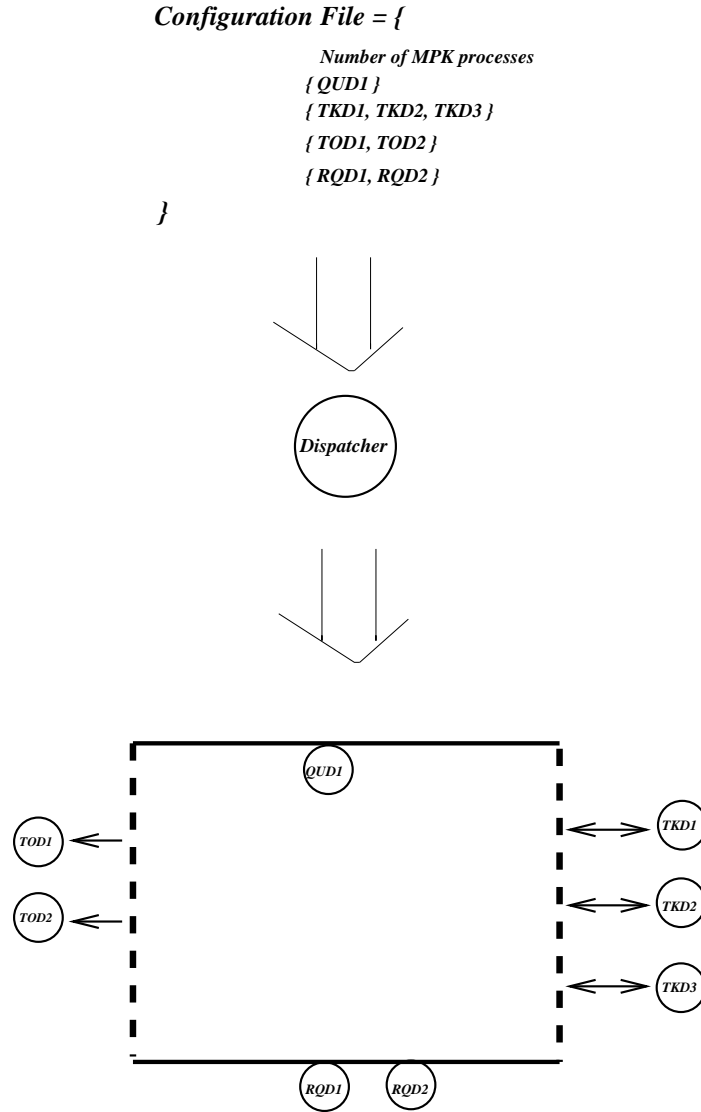 Configuration File = {
Number of MPK processes
{ QUD1 }
{ TKD1, TKD2, TKD3 }
{ TOD1, TOD2 }
{ RQD1, RQD2 }
}
Dispatcher
QUD1
TOD1
TKD1
TOD2
TKD2
TKD3
RQD1
RQD2